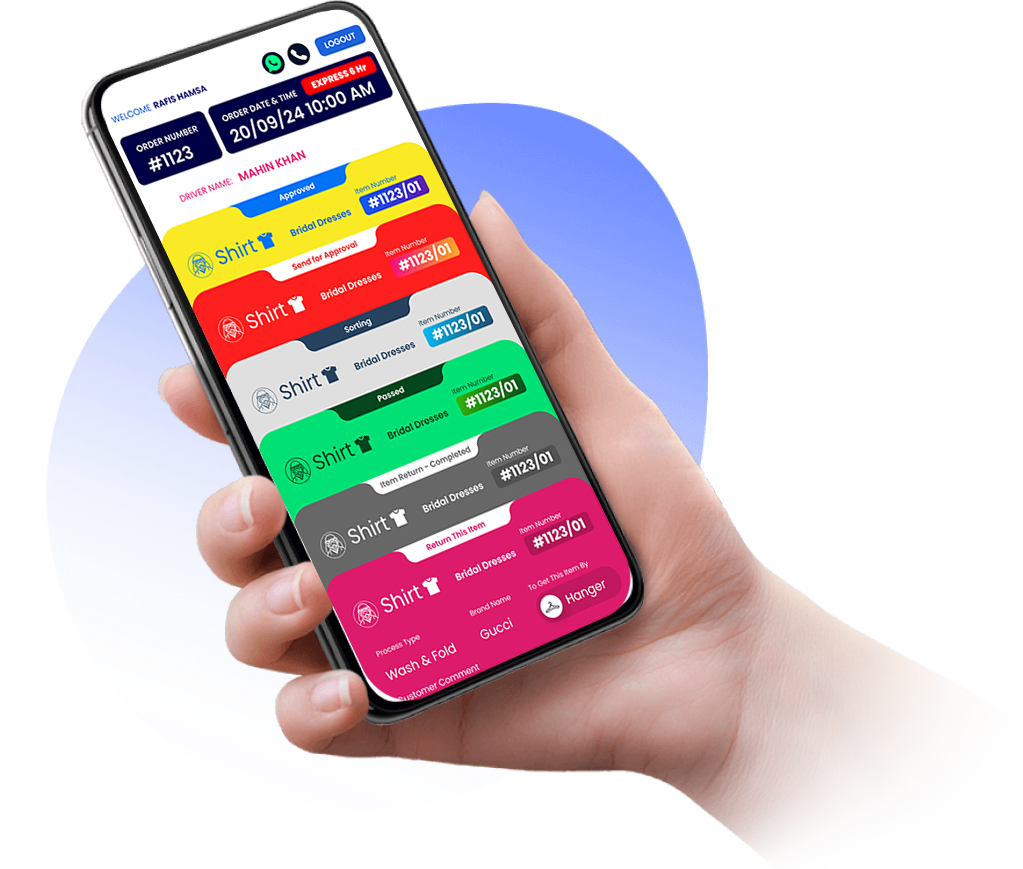 LOGOUT
WELCOME RAFIS HAMSA
ORDER NUMBER
#1123
ORDER DATE & TIME
EXPRESS 6 Hr
20/09/24 10:00 AM
DRIVER NAME: MAHIN KHAN
Approved
Shirt
Bridal Dresses
Item Number
#1123/01
Send for Approval
Shirt
Bridal Dresses
Item Number
#1123/01
Sorting
Shirt
Bridal Dresses
Item Number
#1123/01
Passed
Shirt
Bridal Dresses
Item Number
#1123/01
Item Return - Completed
Shirt
Bridal Dresses
Item Number
#1123/01
Return This Item
Shirt
Bridal Dresses
Item Number
#1123/01
Process Type
Wash & Fold
Brand Name
Gucci
To Get This Item By
Hanger
Customer Comment